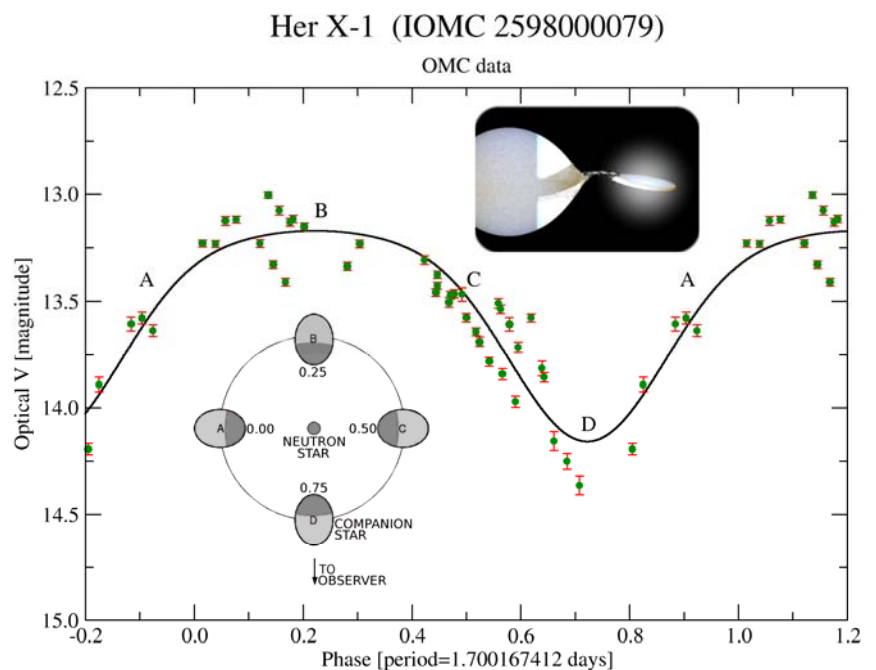 Her X-1 (IOMC 2598000079)
OMC data
12.5
13.0
13.5
14.0
14.5
15.0
Optical V [magnitude]
A
B
C
D
A
B
0.25
A
0.00
NEUTRON
STAR
0.50
C
0.75
D
COMPANION
STAR
TO
OBSERVER
-0.2
0.0
0.2
0.4
0.6
0.8
1.0
1.2
Phase [period=1.700167412 days]